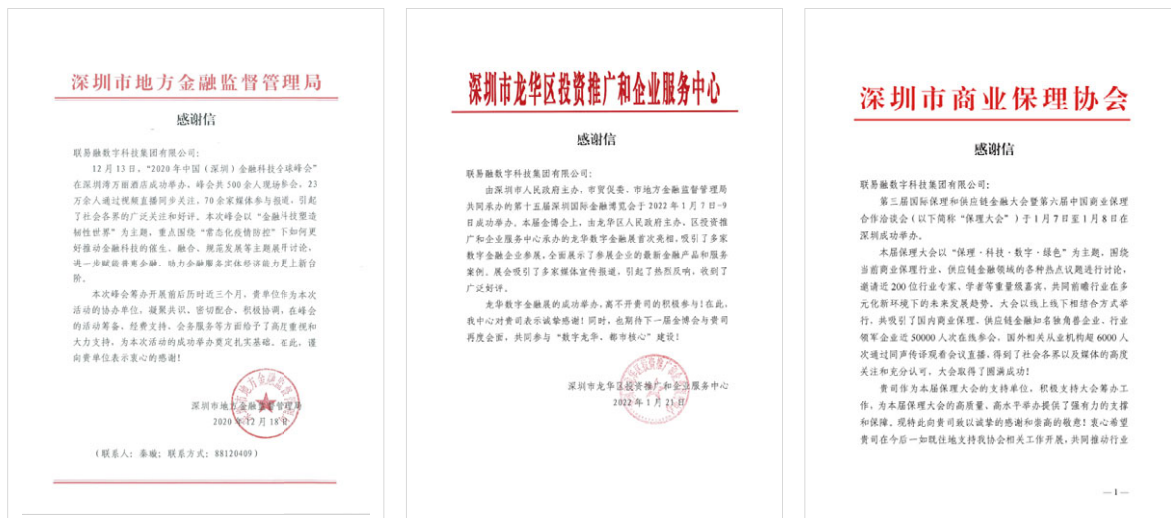 深圳市地方金融监督管理局
感谢信
联易融数字科技集团有限公司:
12月13日,“2020年中国(深圳)金融科技全球峰会”
在深圳湾万丽酒店成功举办。峰会共500余人现场参会,23
万余人通过视频直播同步关注,70余家媒体参与报道,引起
了社会各界的广泛关注和好评。本次峰会以“金融科技塑造
韧性世界”为主题,重点围绕“常态化疫情防控”下如何更
好推动金融科技的催生、融合、规范发展等主题展开讨论,
进一步赋能普惠金融,助力金融服务实体经济能力更上新台
阶。
本次峰会筹办开展前后历时近三个月,贵单位作为本次
活动的协办单位,凝聚共识、密切配合、积极协调,在峰会
的活动筹备、经费支持、会务服务等方面给予了高度重视和
大力支持,为本次活动的成功举办奠定扎实基础。在此,谨
向贵单位表示衷心的感谢!
深圳市地方金融监督管理局
2020年12月18日
(联系人:秦璇;联系方式:88120409)
深圳市龙华区投资推广和企业服务中心
感谢信
联易融数字科技集团有限公司:
由深圳市人民政府主办,市贸促委、市地方金融监督管理局
共同承办的第十五届深圳国际金融博览会于2022年1月7日-9
日成功举办。本届金博会上,由龙华区人民政府主办、区投资推
广和企业服务中心承办的龙华数字金融展首次亮相,吸引了多家
数字金融企业参展,全面展示了参展企业的最新金融产品和服务
案例。展会吸引了多家媒体宣传报道,引起了热烈反响,收到了
广泛好评。
龙华数字金融展的成功举办,离不开贵司的积极参与!在此,
我中心对贵司表示诚挚感谢!同时,也期待下一届金博会与贵司
再度会面,共同参与“数字龙华、都市核心”建设!
深圳市龙华区投资推广和企业服务中心
2022年1月21日
深圳市商业保理协会
感谢信
联易融数字科技集团有限公司:
第三届国际保理和供应链金融大会暨第六届中国商业保理
合作洽谈会(以下简称“保理大会”)于1月7日至1月8日在
深圳成功举办。
本届保理大会以“保理·科技·数字·绿色”为主题,围绕
当前商业保理行业、供应链金融领域的各种热点议题进行讨论,
邀请近200位行业专家、学者等重量级嘉宾,共同前瞻行业在多
元化新环境下的未来发展趋势。大会以线上线下相结合方式举
行,共吸引了国内商业保理、供应链金融知名独角兽企业、行业
领军企业近50000人次在线参会,国外相关从业机构超6000人
次通过同声传译观看会议直播,得到了社会各界以及媒体的高度
关注和充分认可,大会取得了圆满成功!
贵司作为本届保理大会的支持单位,积极支持大会筹办工
作,为本届保理大会的高质量、高水平举办提供了强有力的支撑
和保障。现特此向贵司致以诚挚的感谢和崇高的敬意!衷心希望
贵司在今后一如既往地支持我协会相关工作开展,共同推动行业
—1—